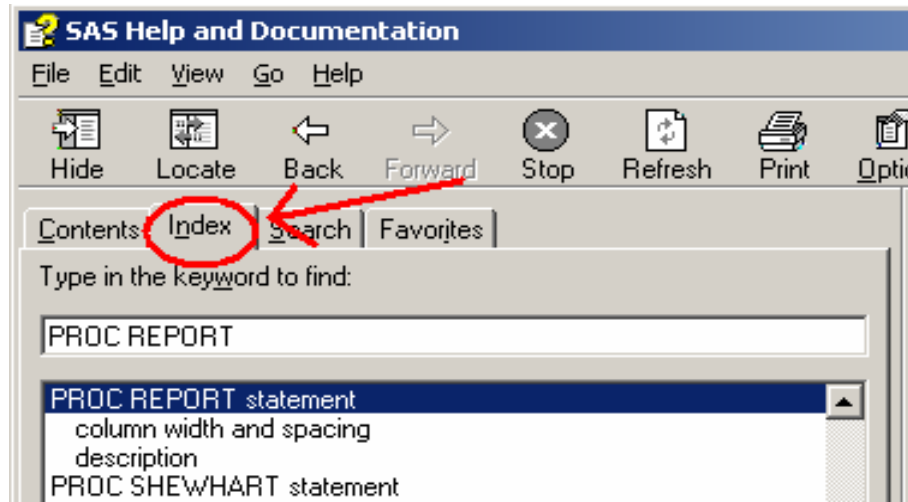 SAS Help and Documentation
File Edit View Go Help
Hide Locate Back Forward Stop Refresh Print Opti
Contents Index Search Favorites
Type in the keyword to find:
PROC REPORT
PROC REPORT statement
column width and spacing
description
PROC SHEWHART statement